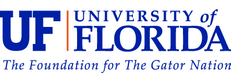 UF UNIVERSITY of
FLORIDA
The Foundation for The Gator Nation